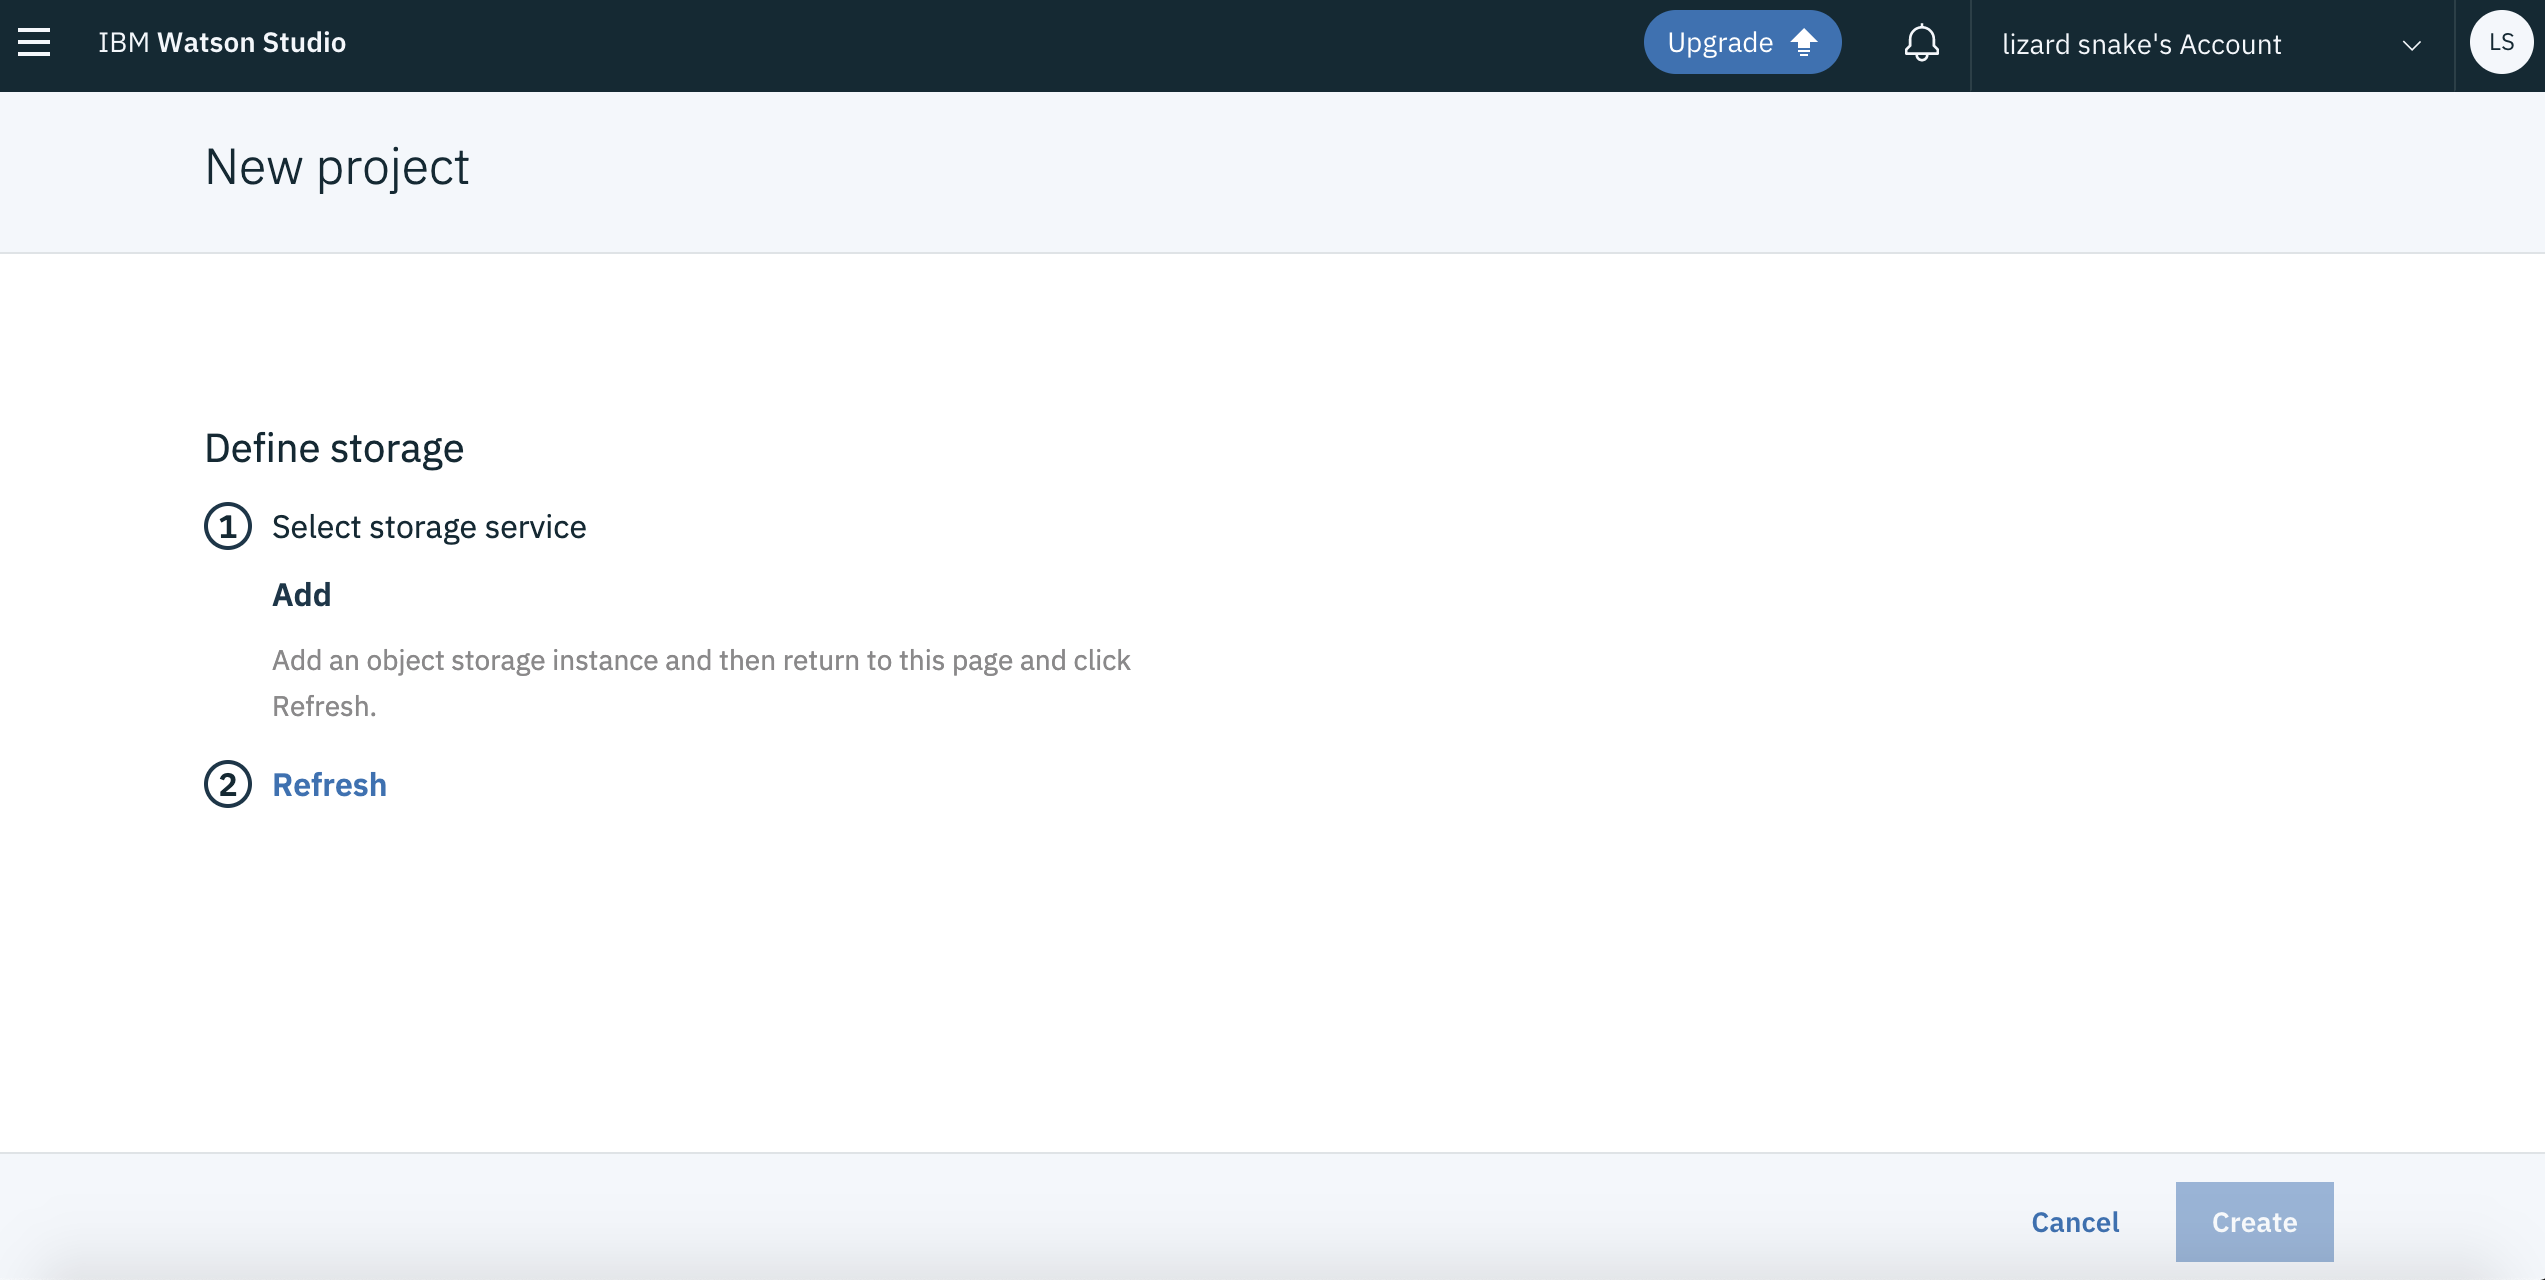 IBM Watson Studio
Upgrade
lizard snake's Account
LS
New project
Define storage
1 Select storage service
Add
Add an object storage instance and then return to this page and click
Refresh.
2 Refresh
Cancel
Create